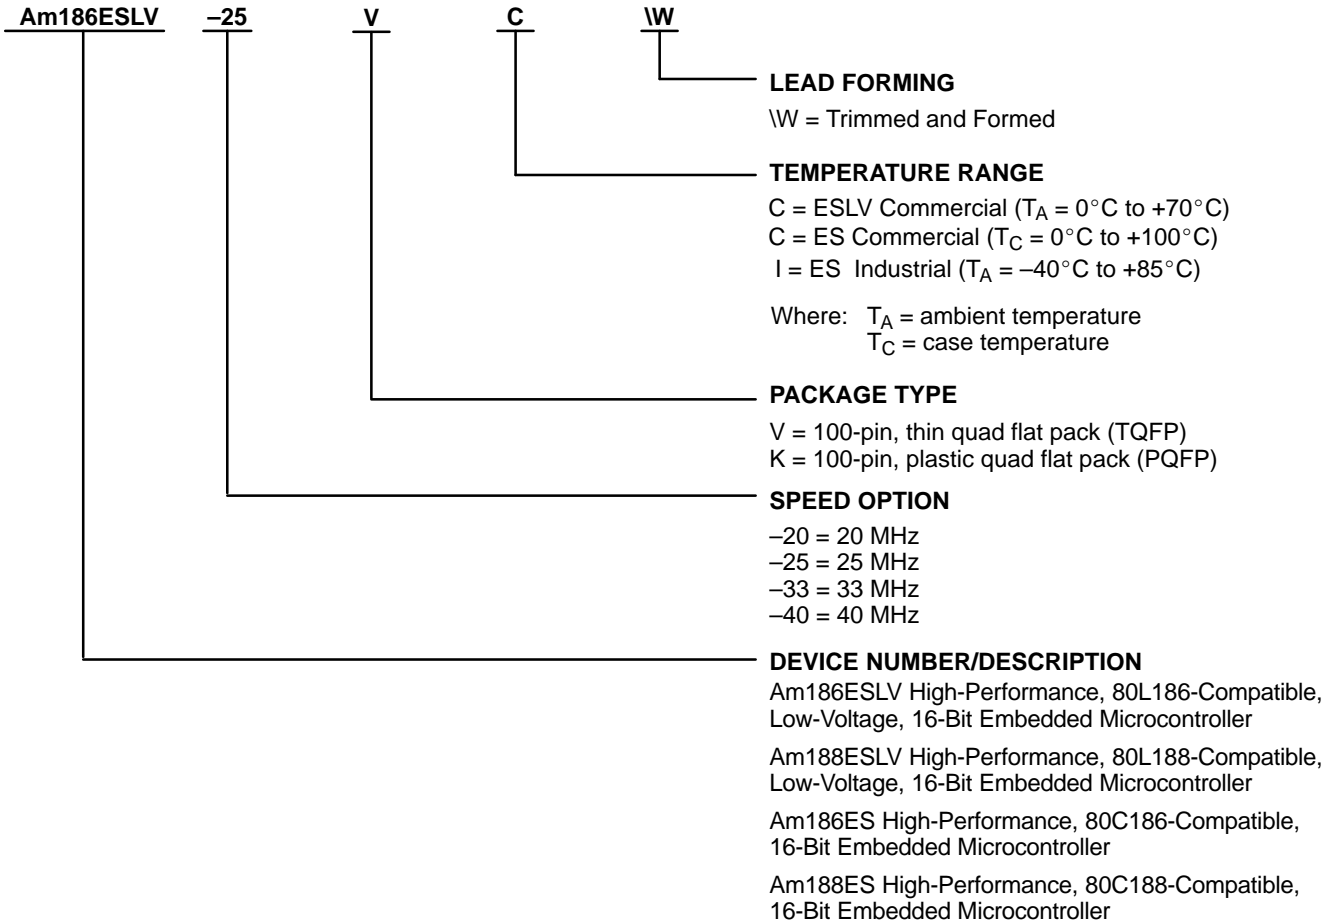 Am186ESLV –25 V C \W
LEAD FORMING
\W = Trimmed and Formed
TEMPERATURE RANGE
C = ESLV Commercial (TA = 0°C to +70°C)
C = ES Commercial (TC = 0°C to +100°C)
I = ES Industrial (TA = –40°C to +85°C)
Where: TA = ambient temperature
TC = case temperature
PACKAGE TYPE
V = 100-pin, thin quad flat pack (TQFP)
K = 100-pin, plastic quad flat pack (PQFP)
SPEED OPTION
–20 = 20 MHz
–25 = 25 MHz
–33 = 33 MHz
–40 = 40 MHz
DEVICE NUMBER/DESCRIPTION
Am186ESLV High-Performance, 80L186-Compatible,
Low-Voltage, 16-Bit Embedded Microcontroller
Am188ESLV High-Performance, 80L188-Compatible,
Low-Voltage, 16-Bit Embedded Microcontroller
Am186ES High-Performance, 80C186-Compatible,
16-Bit Embedded Microcontroller
Am188ES High-Performance, 80C188-Compatible,
16-Bit Embedded Microcontroller